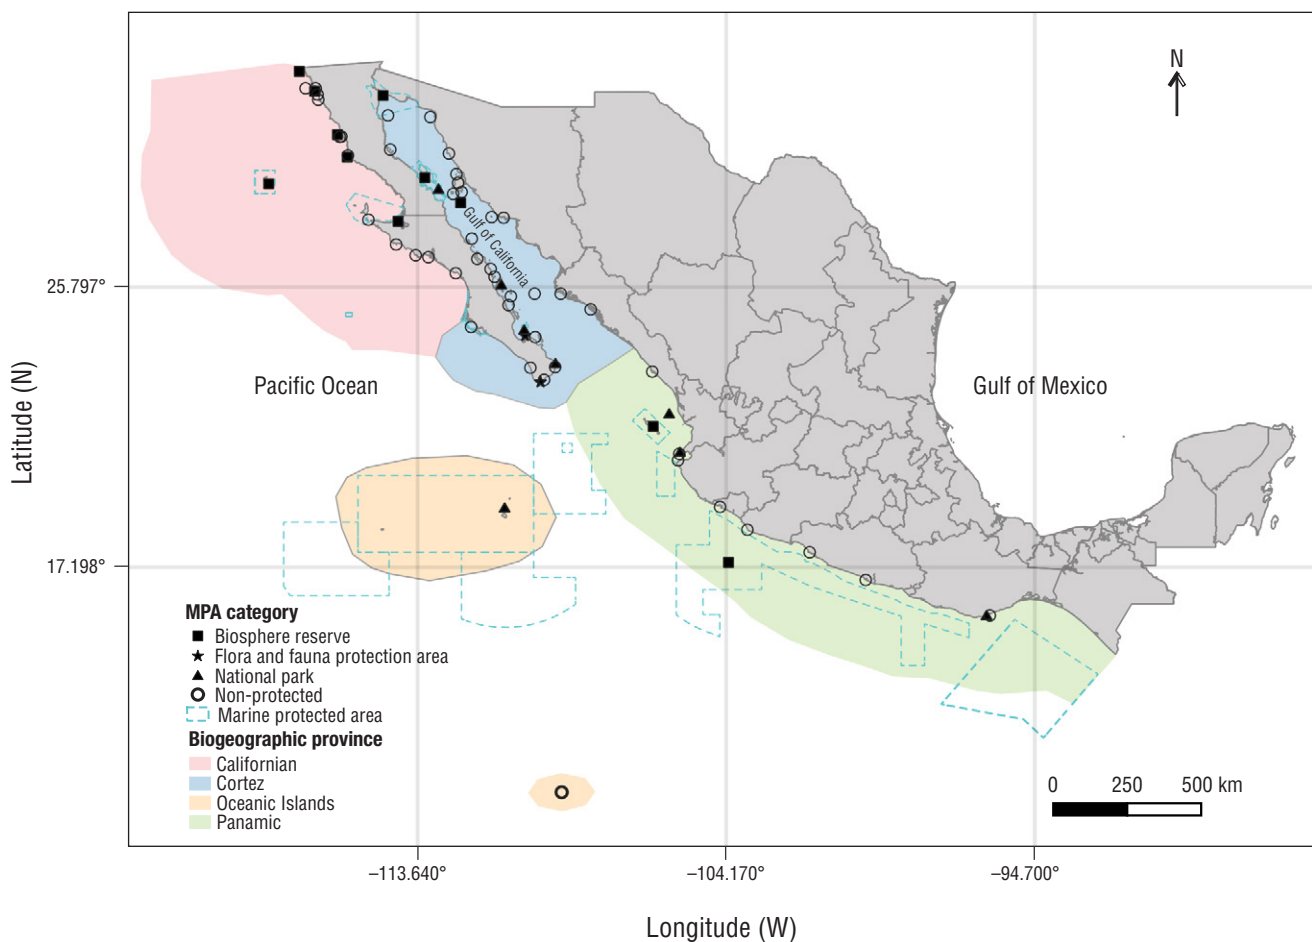 N
Gulf of California
25.797°
Pacific Ocean
Gulf of Mexico
Latitude (N)
17.198°
MPA category
Biosphere reserve
Flora and fauna protection area
National park
Non-protected
Marine protected area
Biogeographic province
Californian
Cortez
Oceanic Islands
Panamic
0 250 500 km
–113.640° –104.170° –94.700°
Longitude (W)